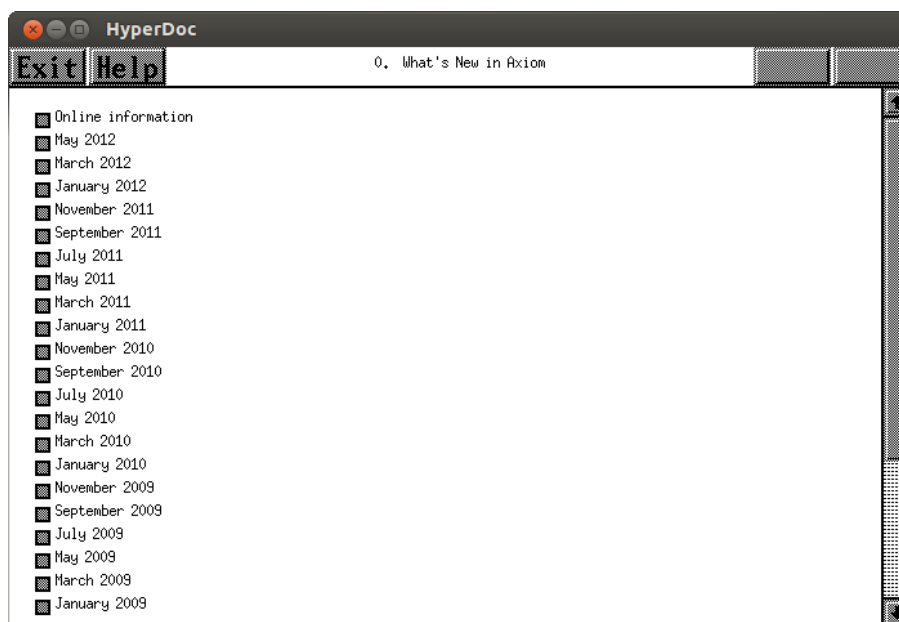 HyperDoc
Exit Help
0. What's New in Axiom
Online information
May 2012
March 2012
January 2012
November 2011
September 2011
July 2011
May 2011
March 2011
January 2011
November 2010
September 2010
July 2010
May 2010
March 2010
January 2010
November 2009
September 2009
July 2009
May 2009
March 2009
January 2009